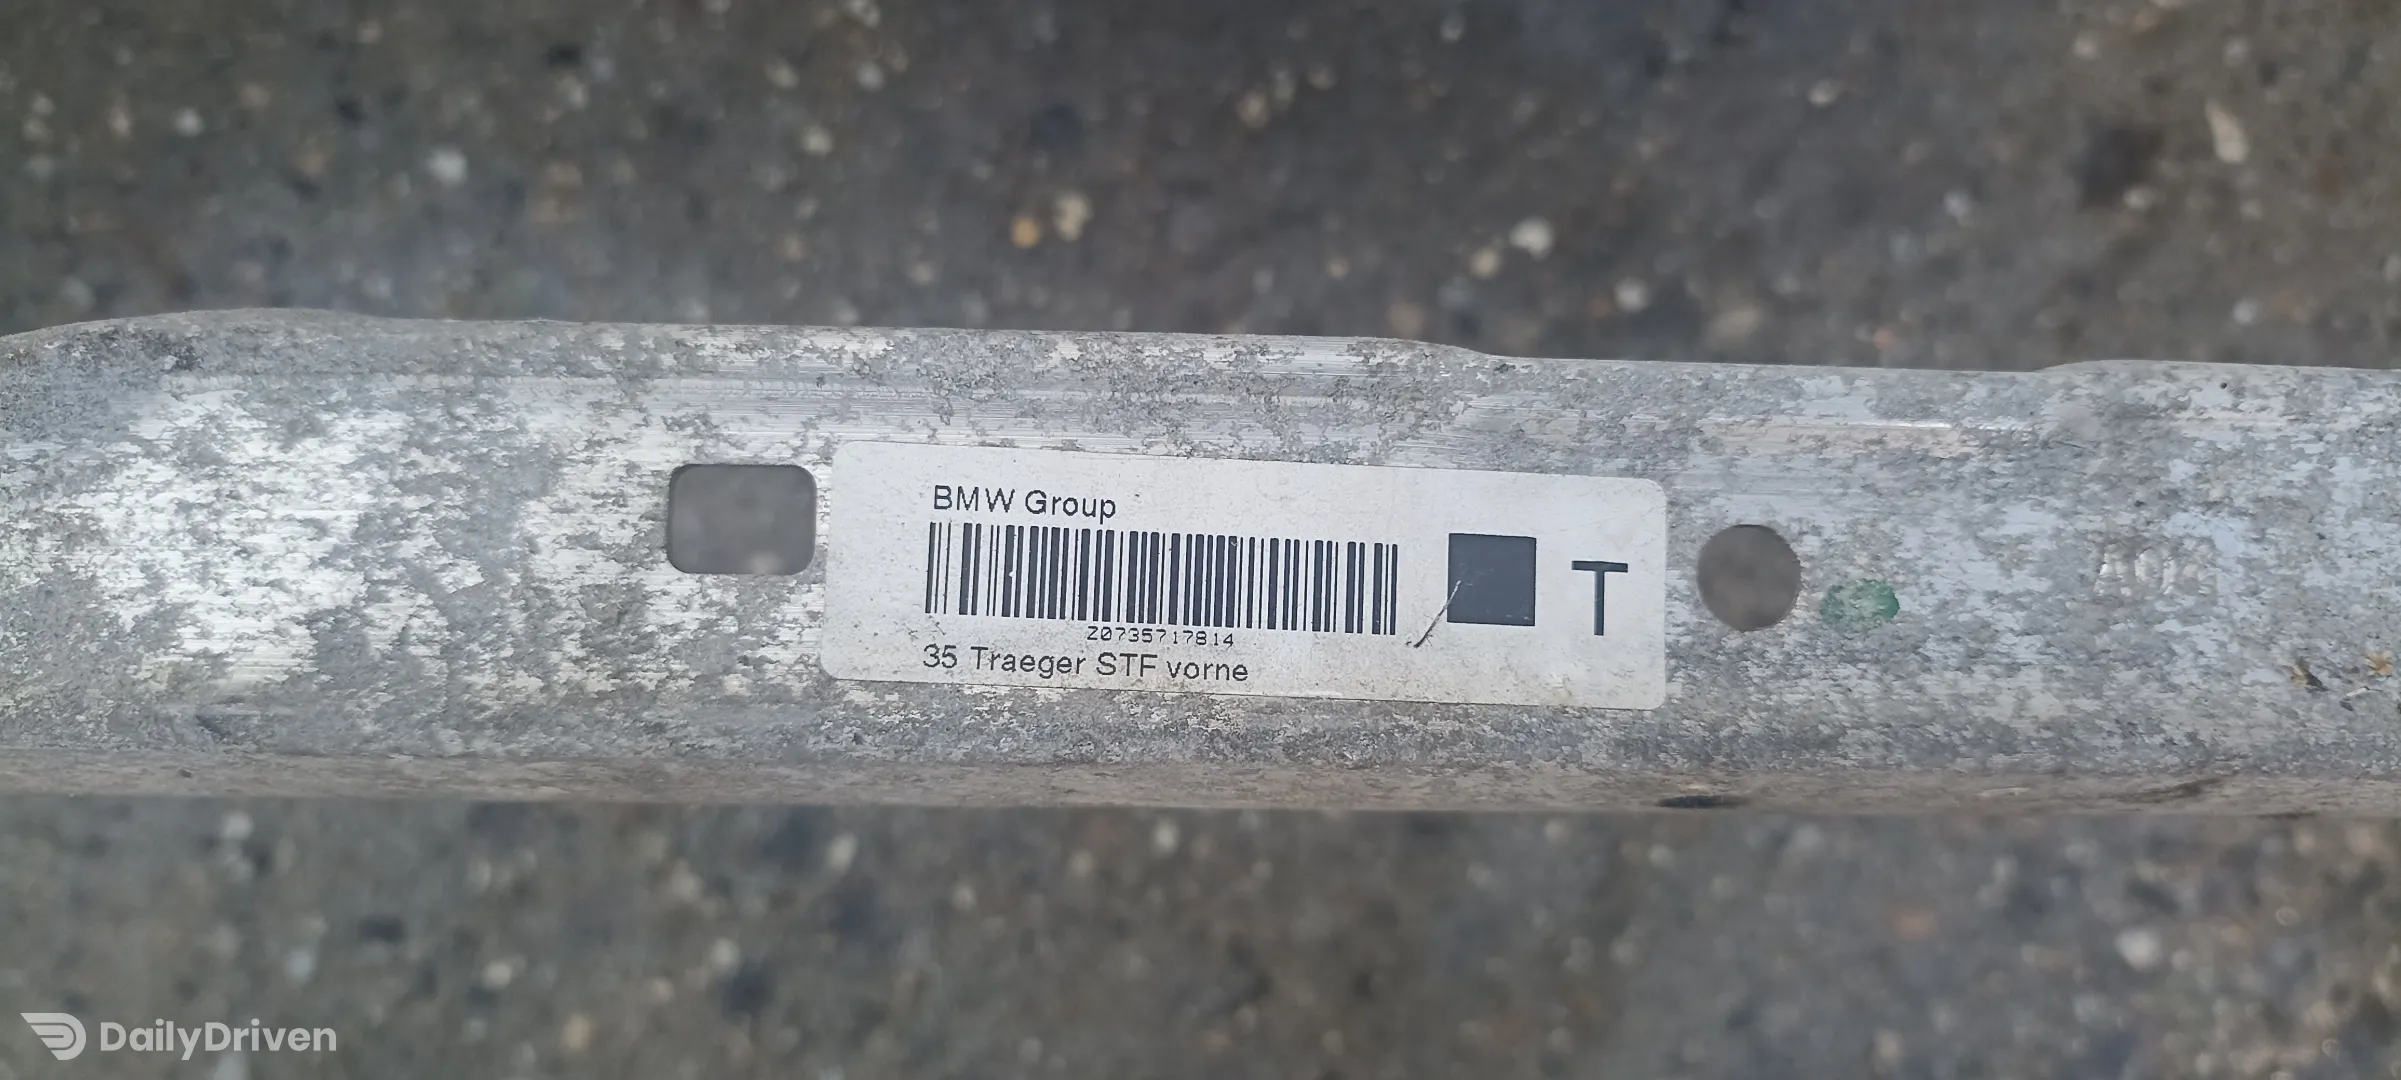 BMW Group
T
Z0735717814
35 Traeger STF vorne
DailyDriven